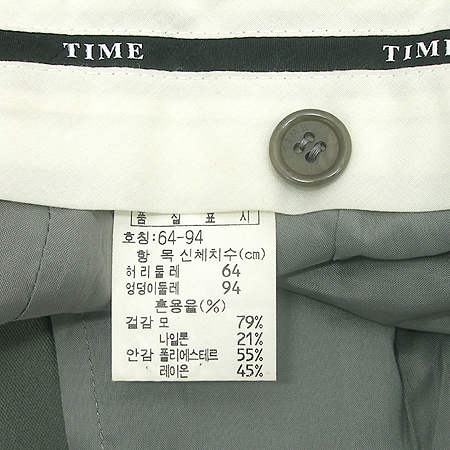 TIME TIME
품 질 표 시
호칭:64-94
항 목 신체치수(cm)
허리둘레 64
엉덩이둘레 94
흔용율(%)
겉감 모 79%
나일론 21%
안감 폴리에스테르 55%
레이온 45%